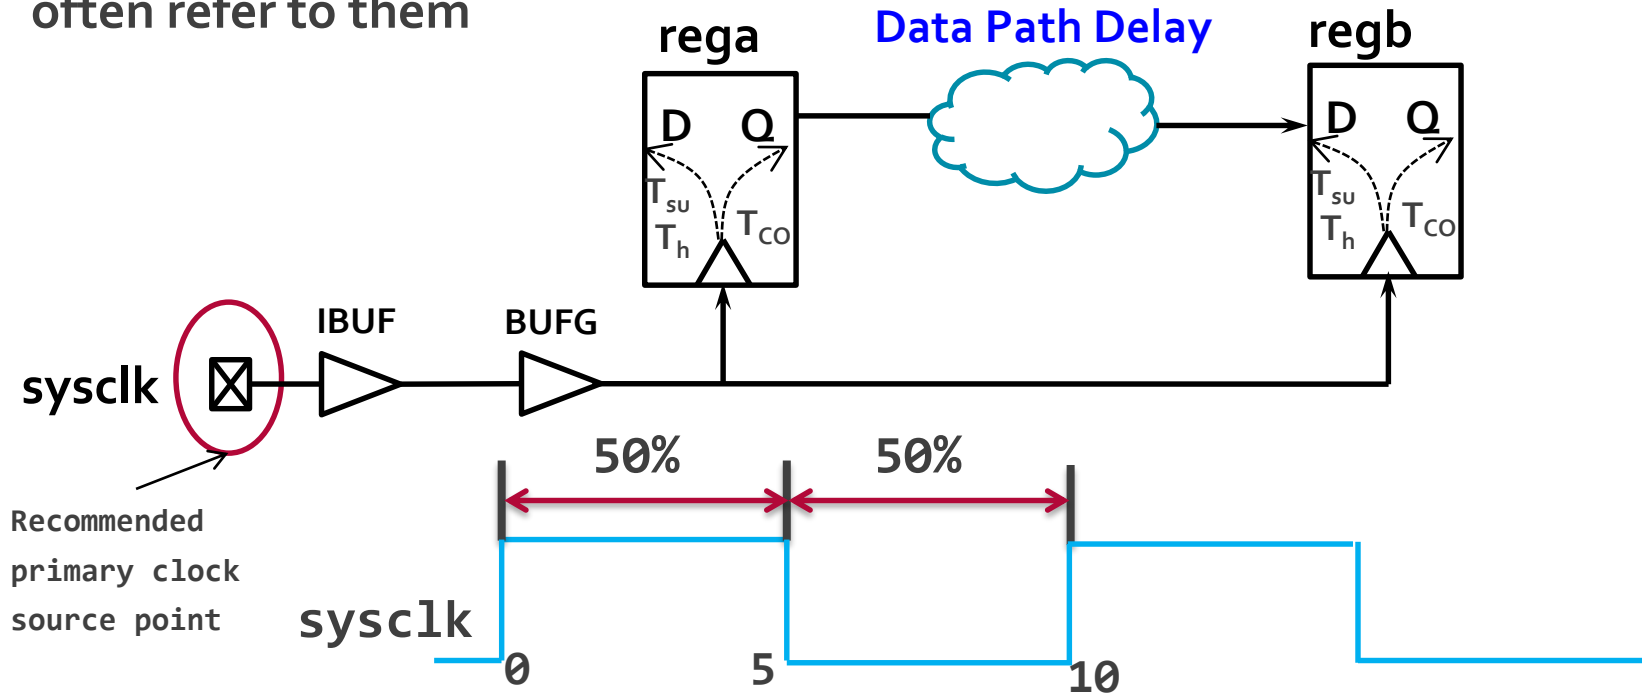 often refer to them
rega
Data Path Delay
regb
D Q
D Q
Tsu
Th
TCO
Tsu
Th
TCO
IBUF
BUFG
sysclk
50%
50%
Recommended
primary clock
source point
sysclk
0
5
10